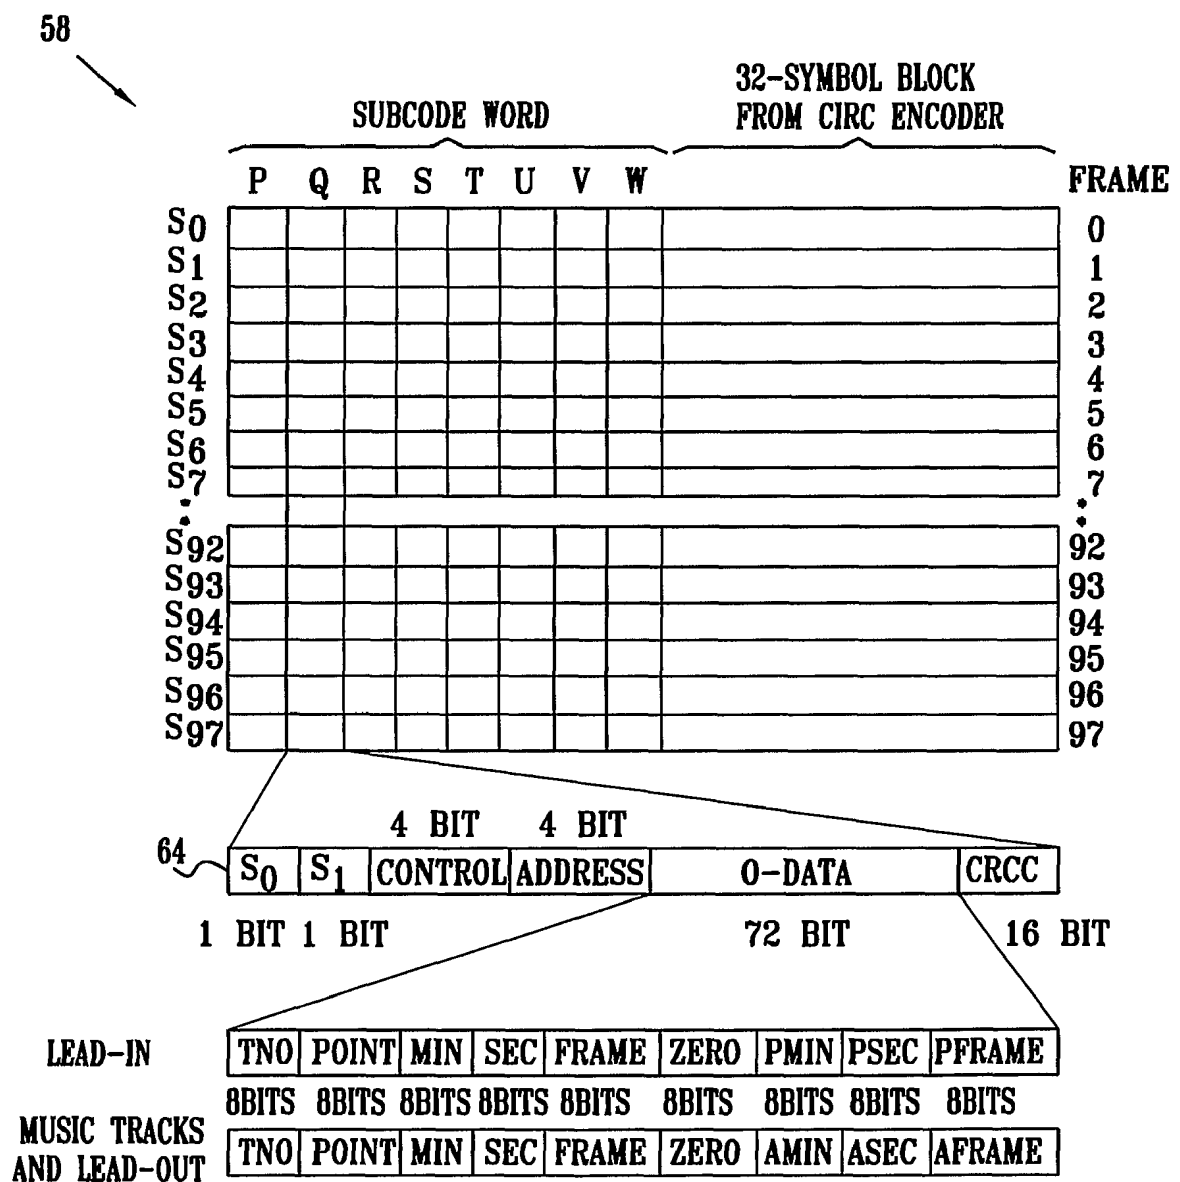 58
32-SYMBOL BLOCK
SUBCODE WORD FROM CIRC ENCODER
P Q R S T U V W FRAME
S0 0
S1 1
S2 2
S3 3
S4 4
S5 5
S6 6
S7 7
: :
S92 92
S93 93
S94 94
S95 95
S96 96
S97 97
4 BIT 4 BIT
64 S0 S1 CONTROL ADDRESS O-DATA CRCC
1 BIT 1 BIT 72 BIT 16 BIT
LEAD-IN TNO POINT MIN SEC FRAME ZERO PMIN PSEC PFRAME
8BITS 8BITS 8BITS 8BITS 8BITS 8BITS 8BITS 8BITS 8BITS
MUSIC TRACKS
AND LEAD-OUT TNO POINT MIN SEC FRAME ZERO AMIN ASEC AFRAME